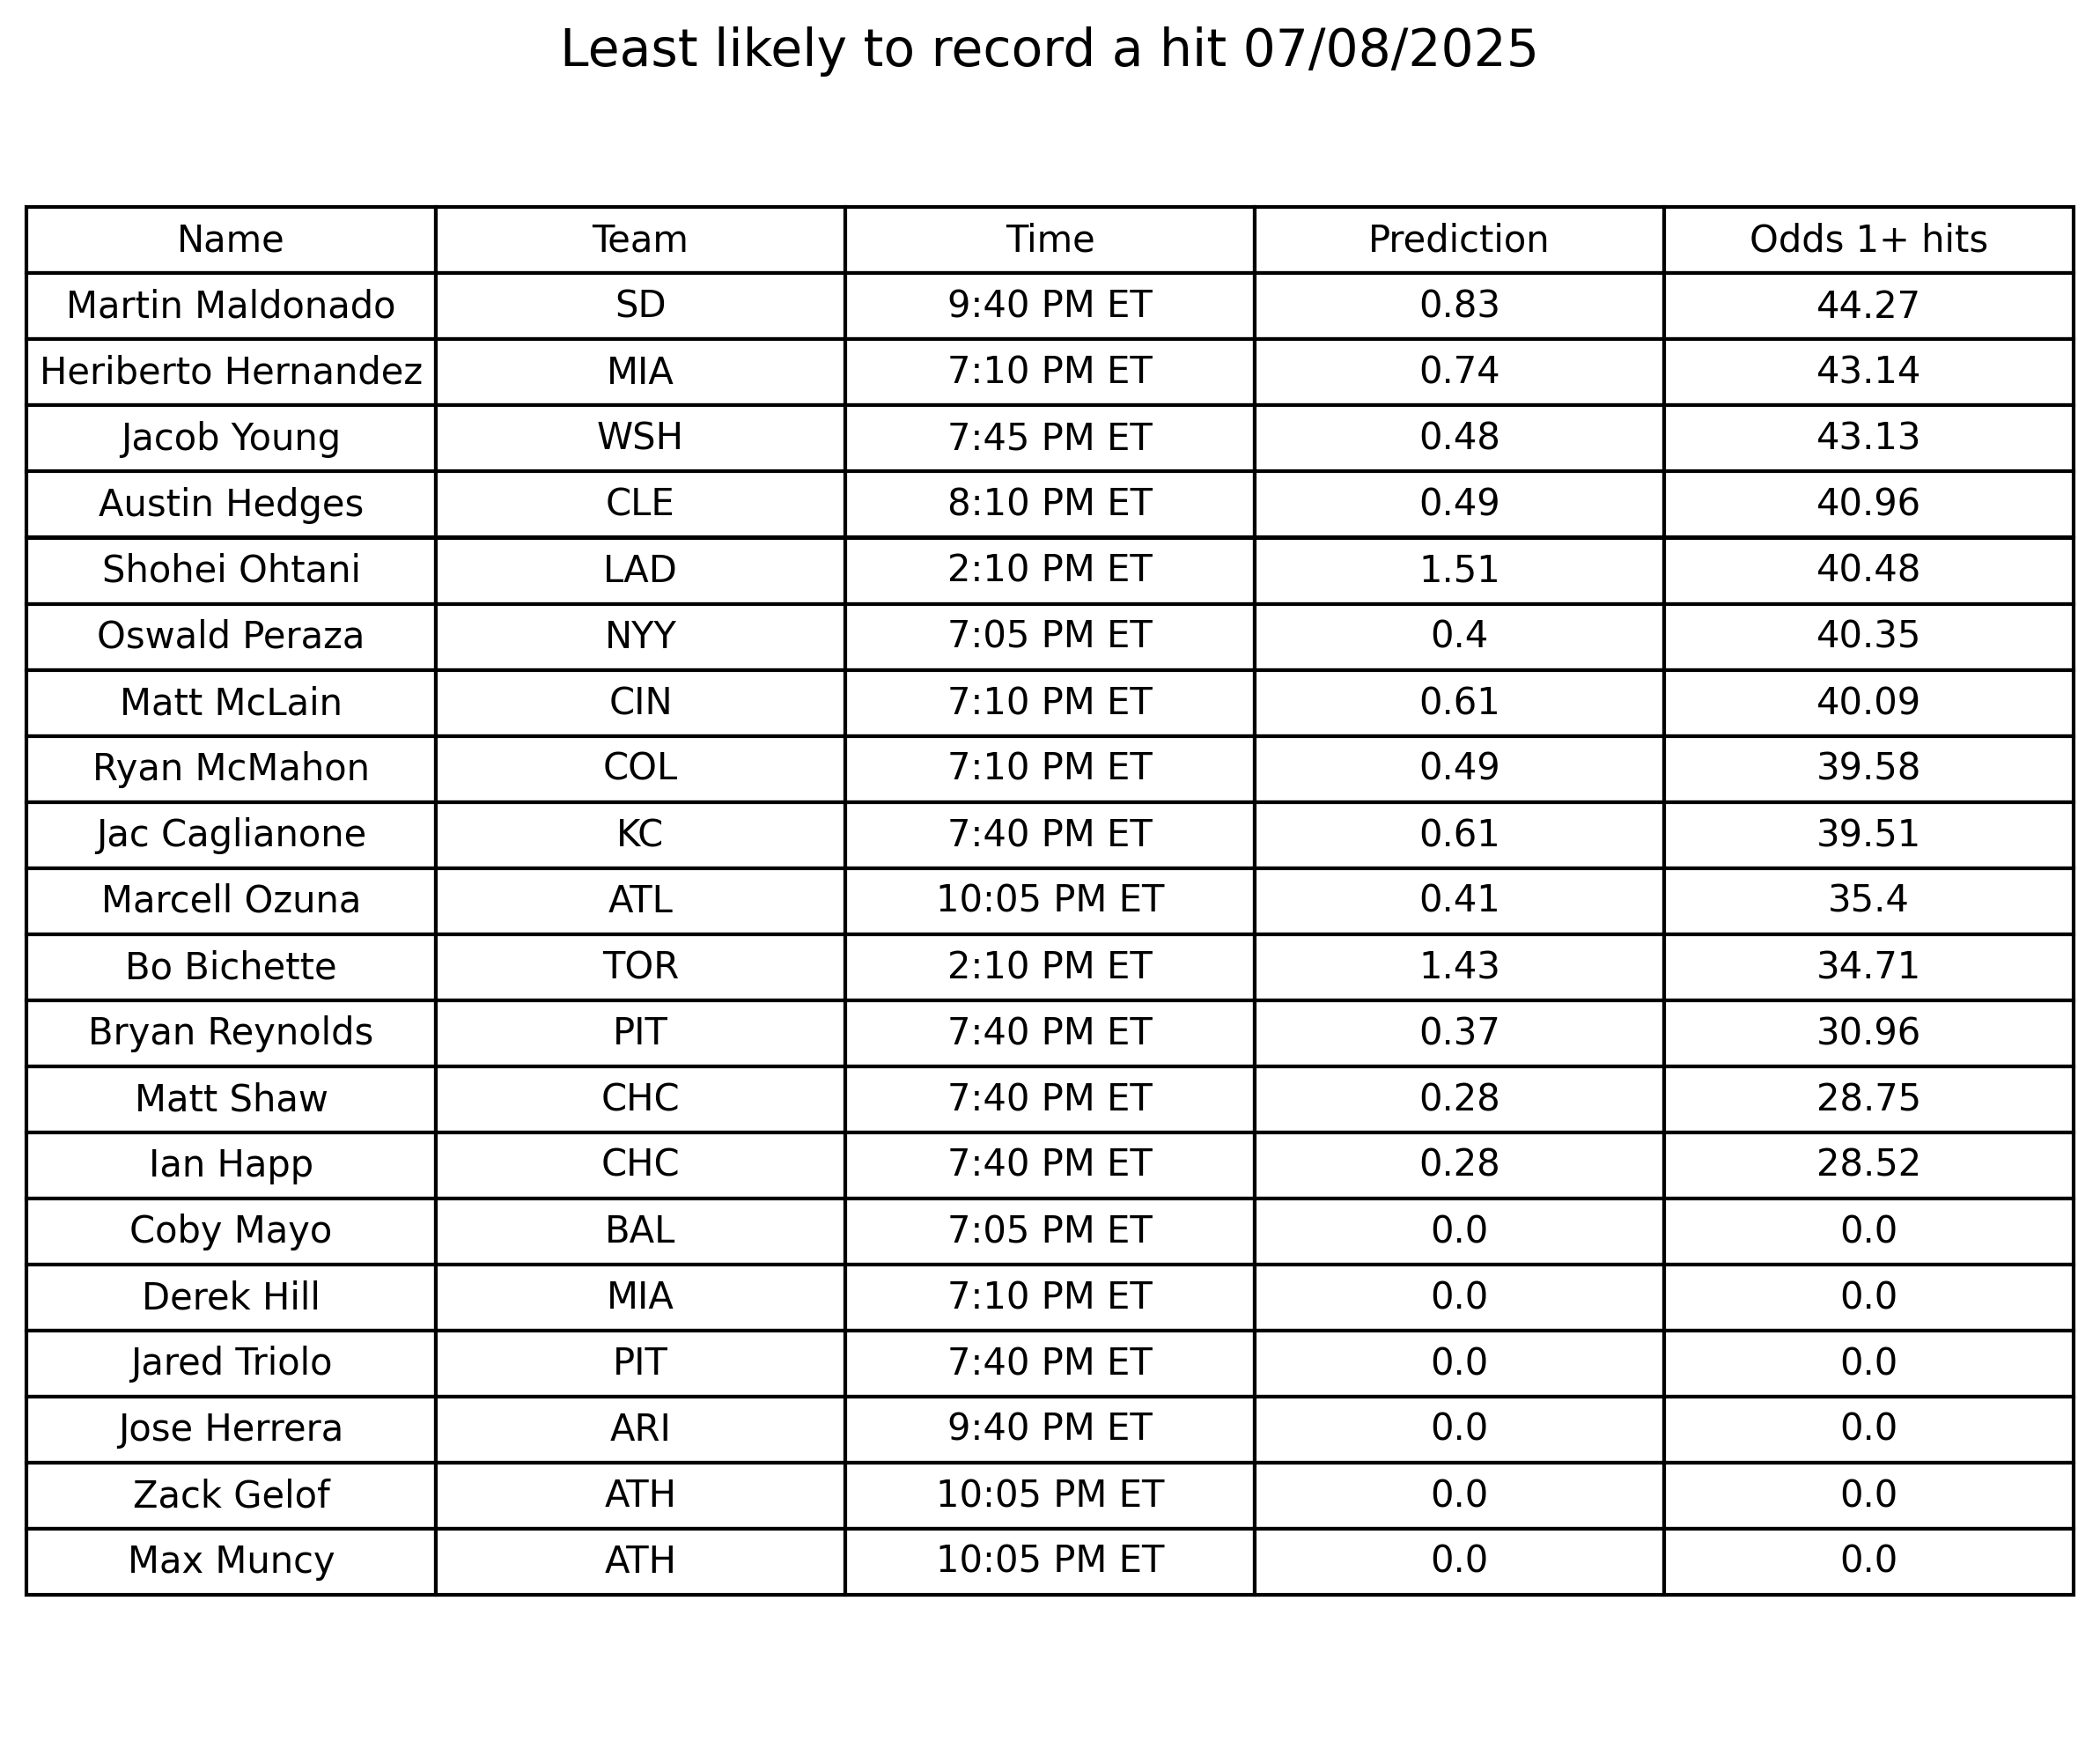 Least likely to record a hit 07/08/2025
Name Team Time Prediction Odds 1+ hits
Martin Maldonado SD 9:40 PM ET 0.83 44.27
Heriberto Hernandez MIA 7:10 PM ET 0.74 43.14
Jacob Young WSH 7:45 PM ET 0.48 43.13
Austin Hedges CLE 8:10 PM ET 0.49 40.96
Shohei Ohtani LAD 2:10 PM ET 1.51 40.48
Oswald Peraza NYY 7:05 PM ET 0.4 40.35
Matt McLain CIN 7:10 PM ET 0.61 40.09
Ryan McMahon COL 7:10 PM ET 0.49 39.58
Jac Caglianone KC 7:40 PM ET 0.61 39.51
Marcell Ozuna ATL 10:05 PM ET 0.41 35.4
Bo Bichette TOR 2:10 PM ET 1.43 34.71
Bryan Reynolds PIT 7:40 PM ET 0.37 30.96
Matt Shaw CHC 7:40 PM ET 0.28 28.75
Ian Happ CHC 7:40 PM ET 0.28 28.52
Coby Mayo BAL 7:05 PM ET 0.0 0.0
Derek Hill MIA 7:10 PM ET 0.0 0.0
Jared Triolo PIT 7:40 PM ET 0.0 0.0
Jose Herrera ARI 9:40 PM ET 0.0 0.0
Zack Gelof ATH 10:05 PM ET 0.0 0.0
Max Muncy ATH 10:05 PM ET 0.0 0.0